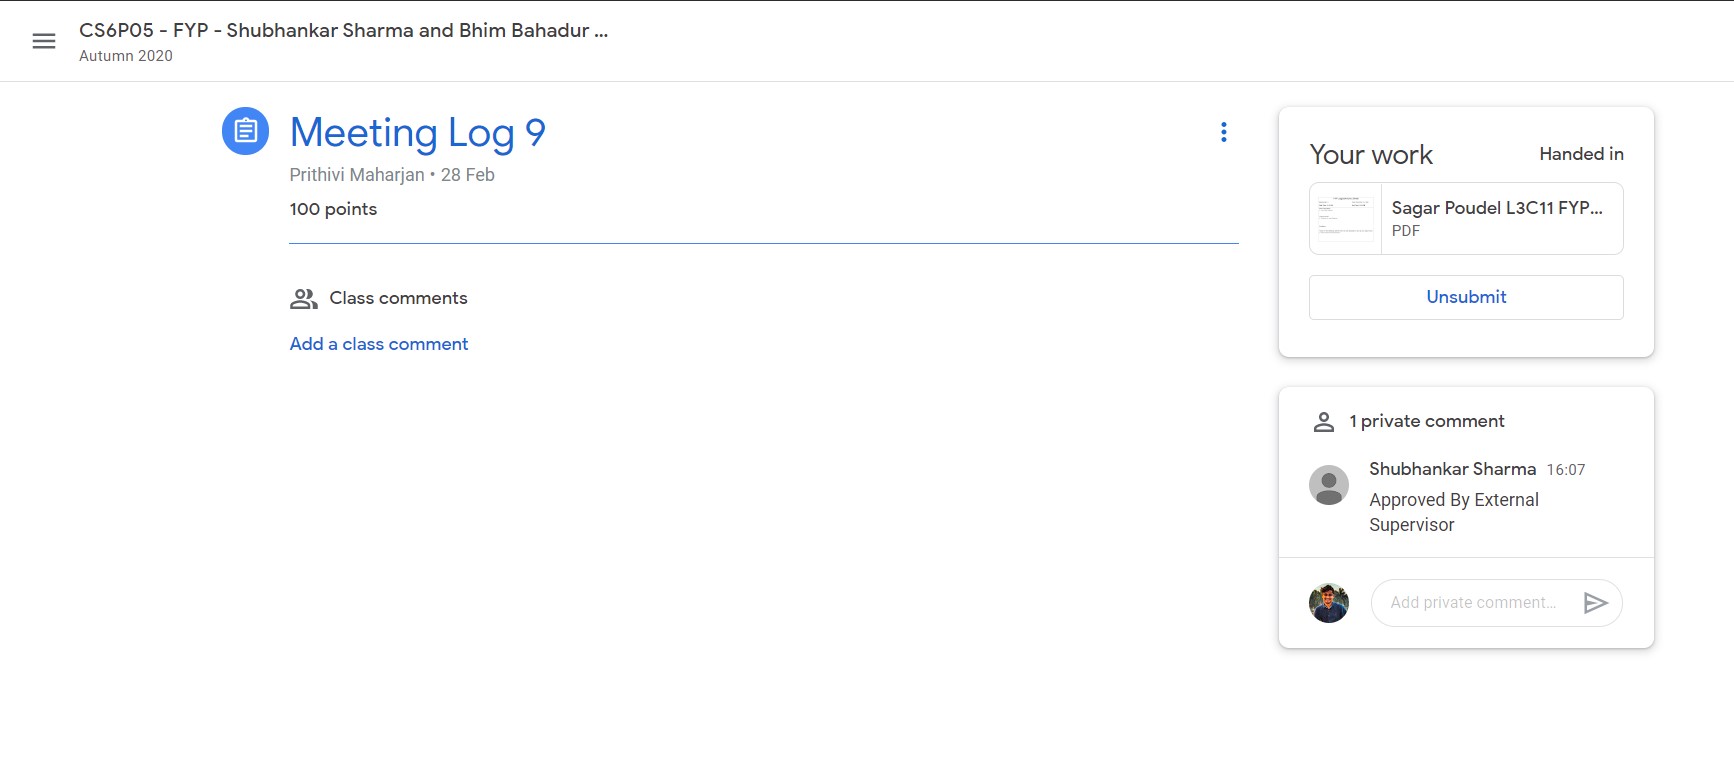 CS6P05 - FYP - Shubhankar Sharma and Bhim Bahadur ...
Autumn 2020
Meeting Log 9
Prithivi Maharjan • 28 Feb
100 points
Class comments
Add a class comment
Your work
Handed in
Sagar Poudel L3C11 FYP...
PDF
Unsubmit
1 private comment
Shubhankar Sharma 16:07
Approved By External
Supervisor
Add private comment...